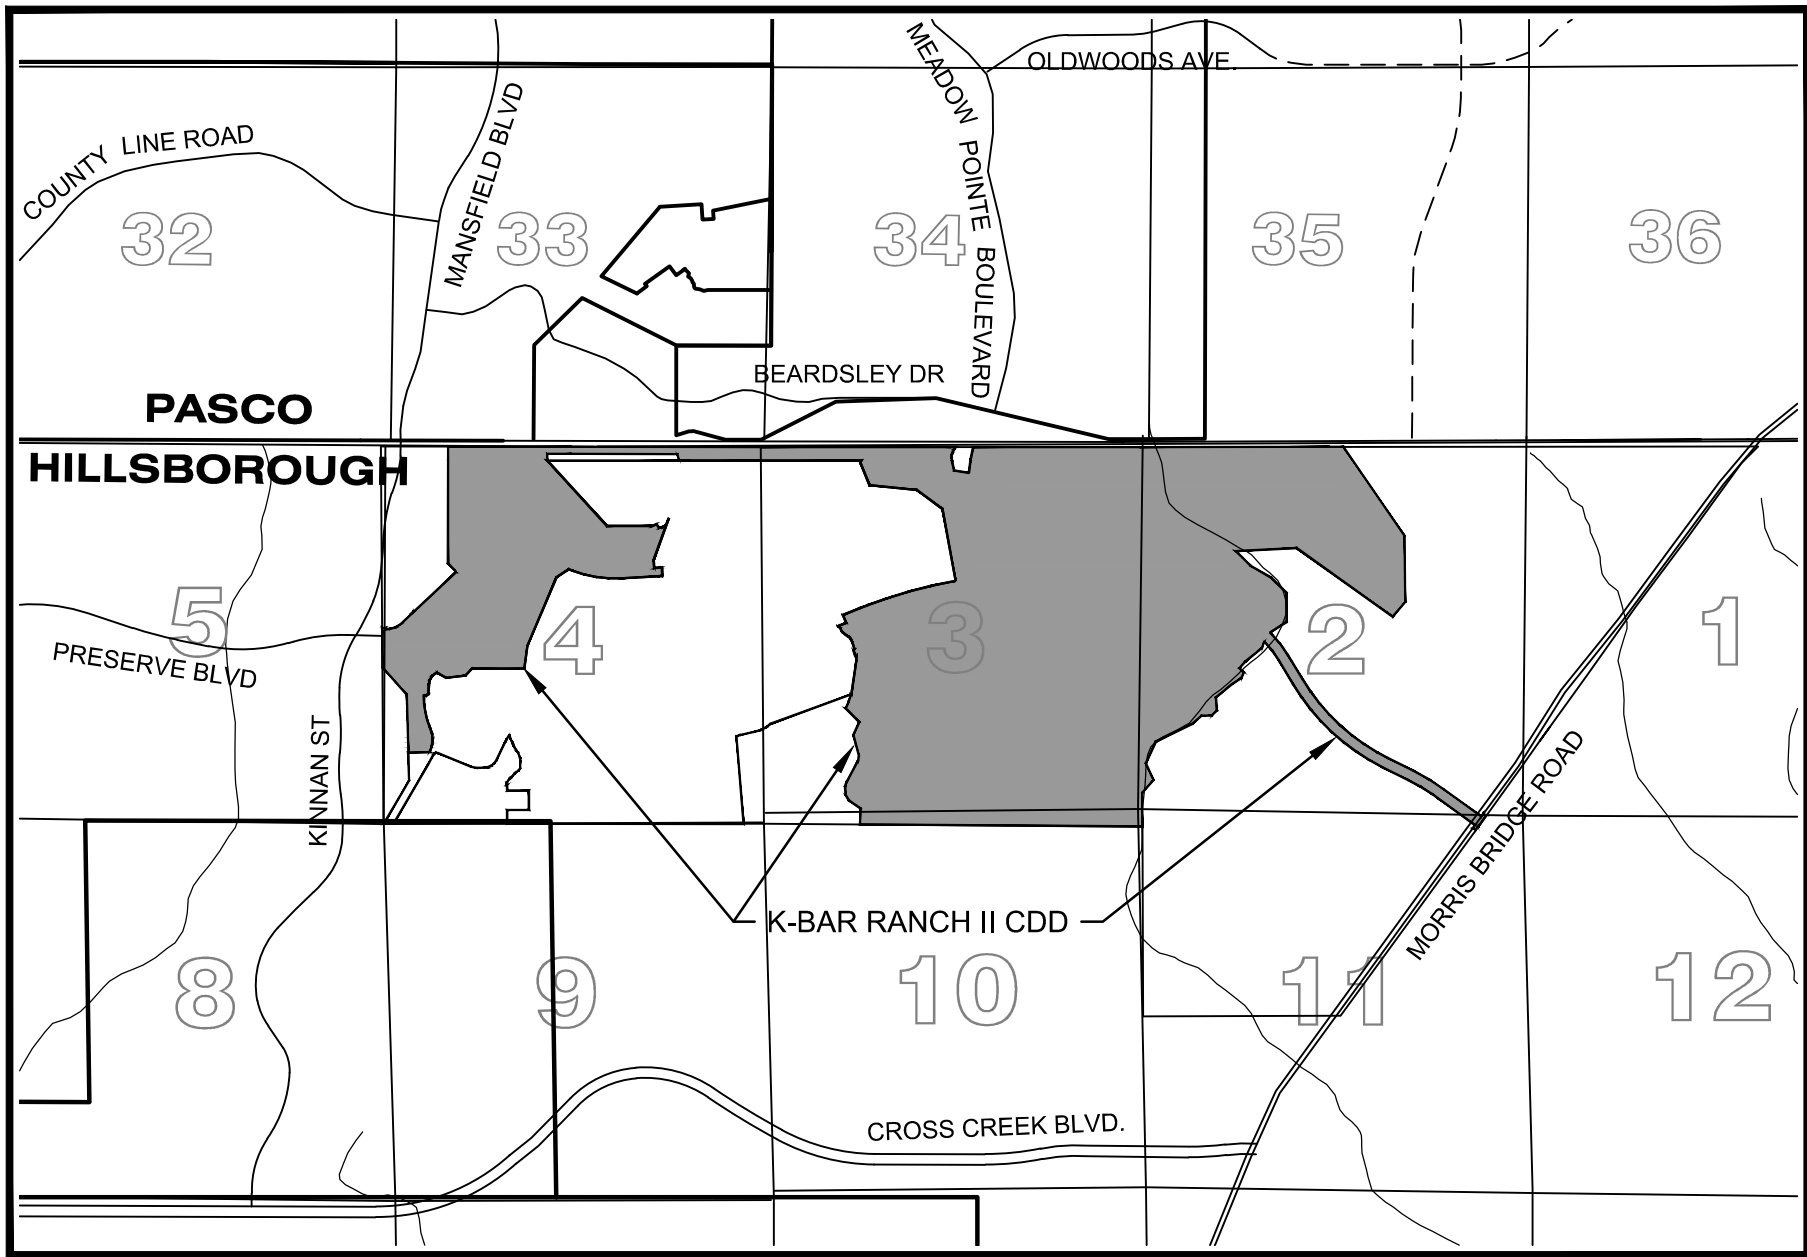 OLDWOODS AVE.
MEADOW POINTE BOULEVARD
MANSFIELD BLVD
COUNTY LINE ROAD
32
33
34
35
36
BEARDSLEY DR
PASCO
HILLSBOROUGH
5
4
3
2
1
PRESERVE BLVD
KINNAN ST
MORRIS BRIDGE ROAD
K-BAR RANCH II CDD
8
9
10
11
12
CROSS CREEK BLVD.